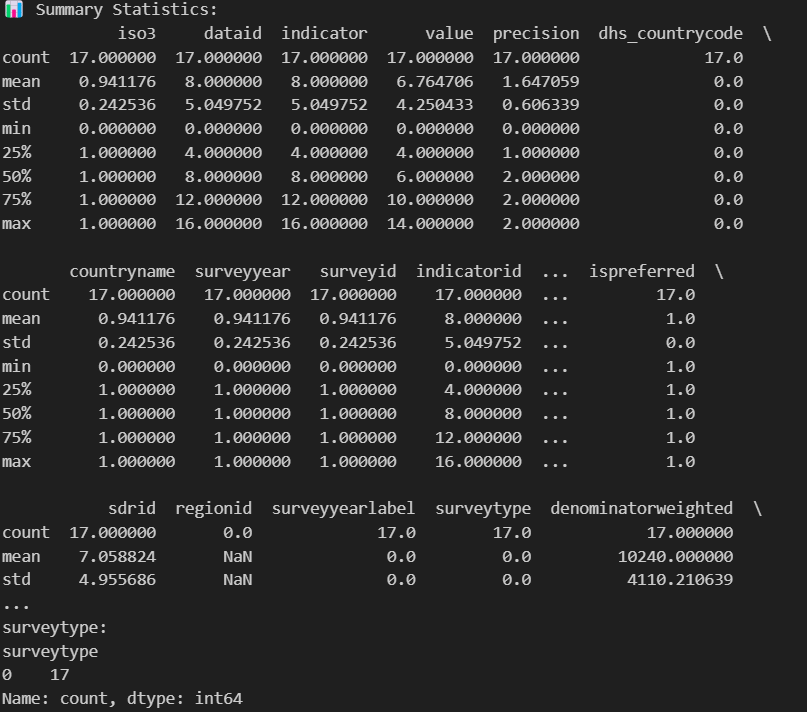 📊 Summary Statistics:
iso3 dataid indicator value precision dhs_countrycode \
count 17.000000 17.000000 17.000000 17.000000 17.000000 17.0
mean 0.941176 8.000000 8.000000 6.764706 1.647059 0.0
std 0.242536 5.049752 5.049752 4.250433 0.606339 0.0
min 0.000000 0.000000 0.000000 0.000000 0.000000 0.0
25% 1.000000 4.000000 4.000000 4.000000 1.000000 0.0
50% 1.000000 8.000000 8.000000 6.000000 2.000000 0.0
75% 1.000000 12.000000 12.000000 10.000000 2.000000 0.0
max 1.000000 16.000000 16.000000 14.000000 2.000000 0.0
countryname surveyyear surveyid indicatorid ... ispreferred \
count 17.000000 17.000000 17.000000 17.000000 ... 17.0
mean 0.941176 0.941176 0.941176 8.000000 ... 1.0
std 0.242536 0.242536 0.242536 5.049752 ... 0.0
min 0.000000 0.000000 0.000000 0.000000 ... 1.0
25% 1.000000 1.000000 1.000000 4.000000 ... 1.0
50% 1.000000 1.000000 1.000000 8.000000 ... 1.0
75% 1.000000 1.000000 1.000000 12.000000 ... 1.0
max 1.000000 1.000000 1.000000 16.000000 ... 1.0
sdrid regionid surveyyearlabel surveytype denominatorweighted \
count 17.000000 0.0 17.0 17.0 17.000000
mean 7.058824 NaN 0.0 0.0 10240.000000
std 4.955686 NaN 0.0 0.0 4110.210639
...
surveytype:
surveytype
0 17
Name: count, dtype: int64